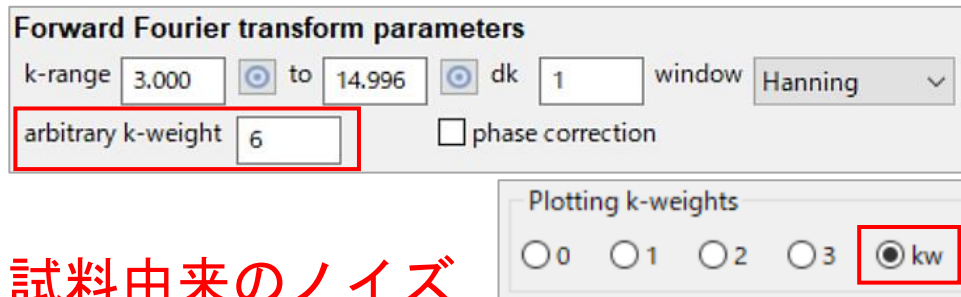 Forward Fourier transform parameters
k-range 3.000 to 14.996 dk 1 window Hanning
arbitrary k-weight 6 phase correction
Plotting k-weights
0 1 2 3 kw
試料由来のノイズ